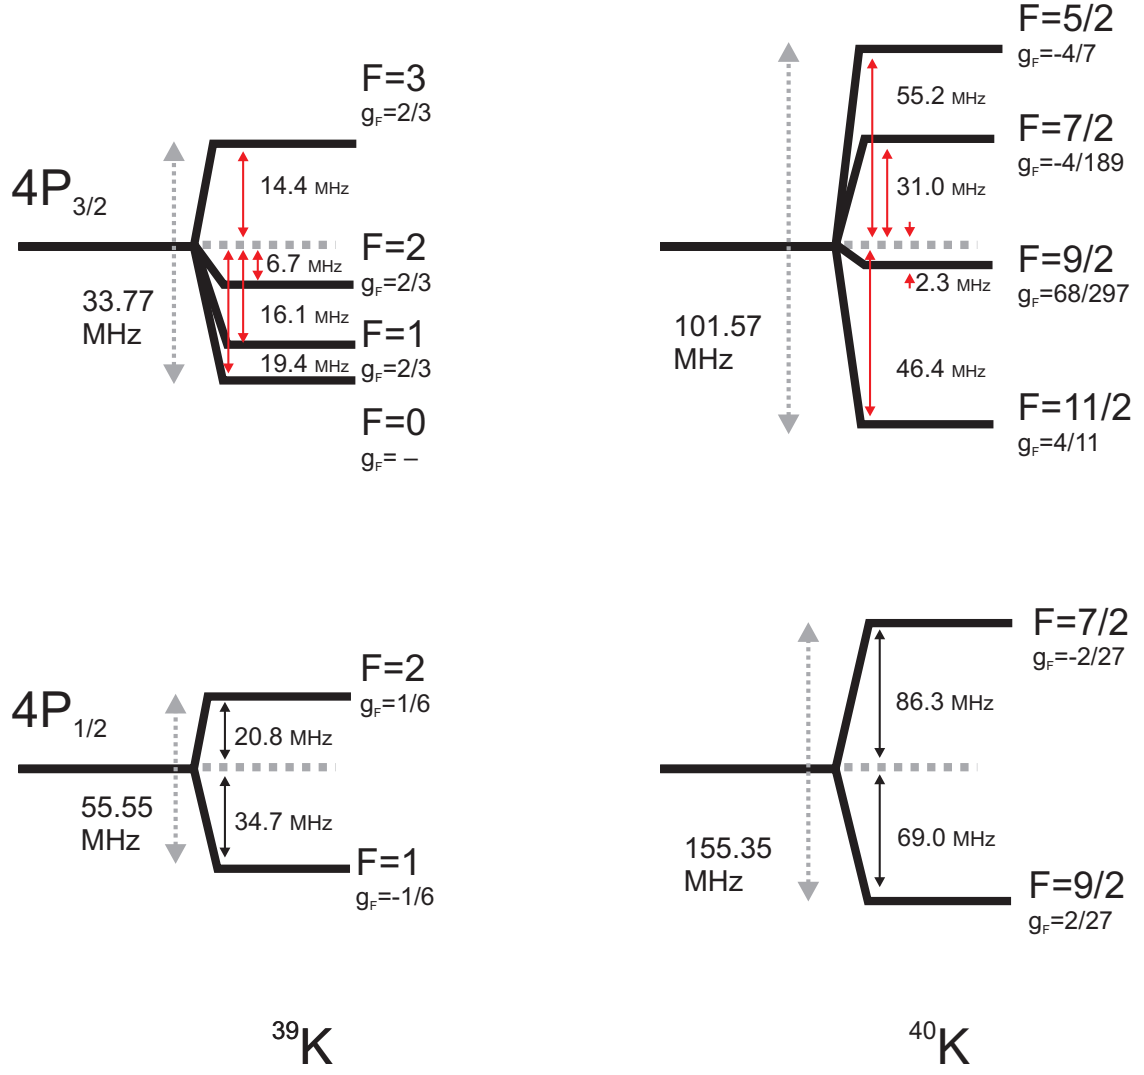 F=3
gF=2/3
14.4 MHz
4P3/2
F=2
6.7 MHz
gF=2/3
33.77
MHz
16.1 MHz
F=1
19.4 MHz
gF=2/3
F=0
gF= –
F=5/2
gF=-4/7
55.2 MHz
F=7/2
gF=-4/189
31.0 MHz
F=9/2
2.3 MHz
gF=68/297
101.57
MHz
46.4 MHz
F=11/2
gF=4/11
F=2
gF=1/6
4P1/2
20.8 MHz
55.55
MHz
34.7 MHz
F=1
gF=-1/6
F=7/2
gF=-2/27
86.3 MHz
155.35
MHz
69.0 MHz
F=9/2
gF=2/27
39K
40K